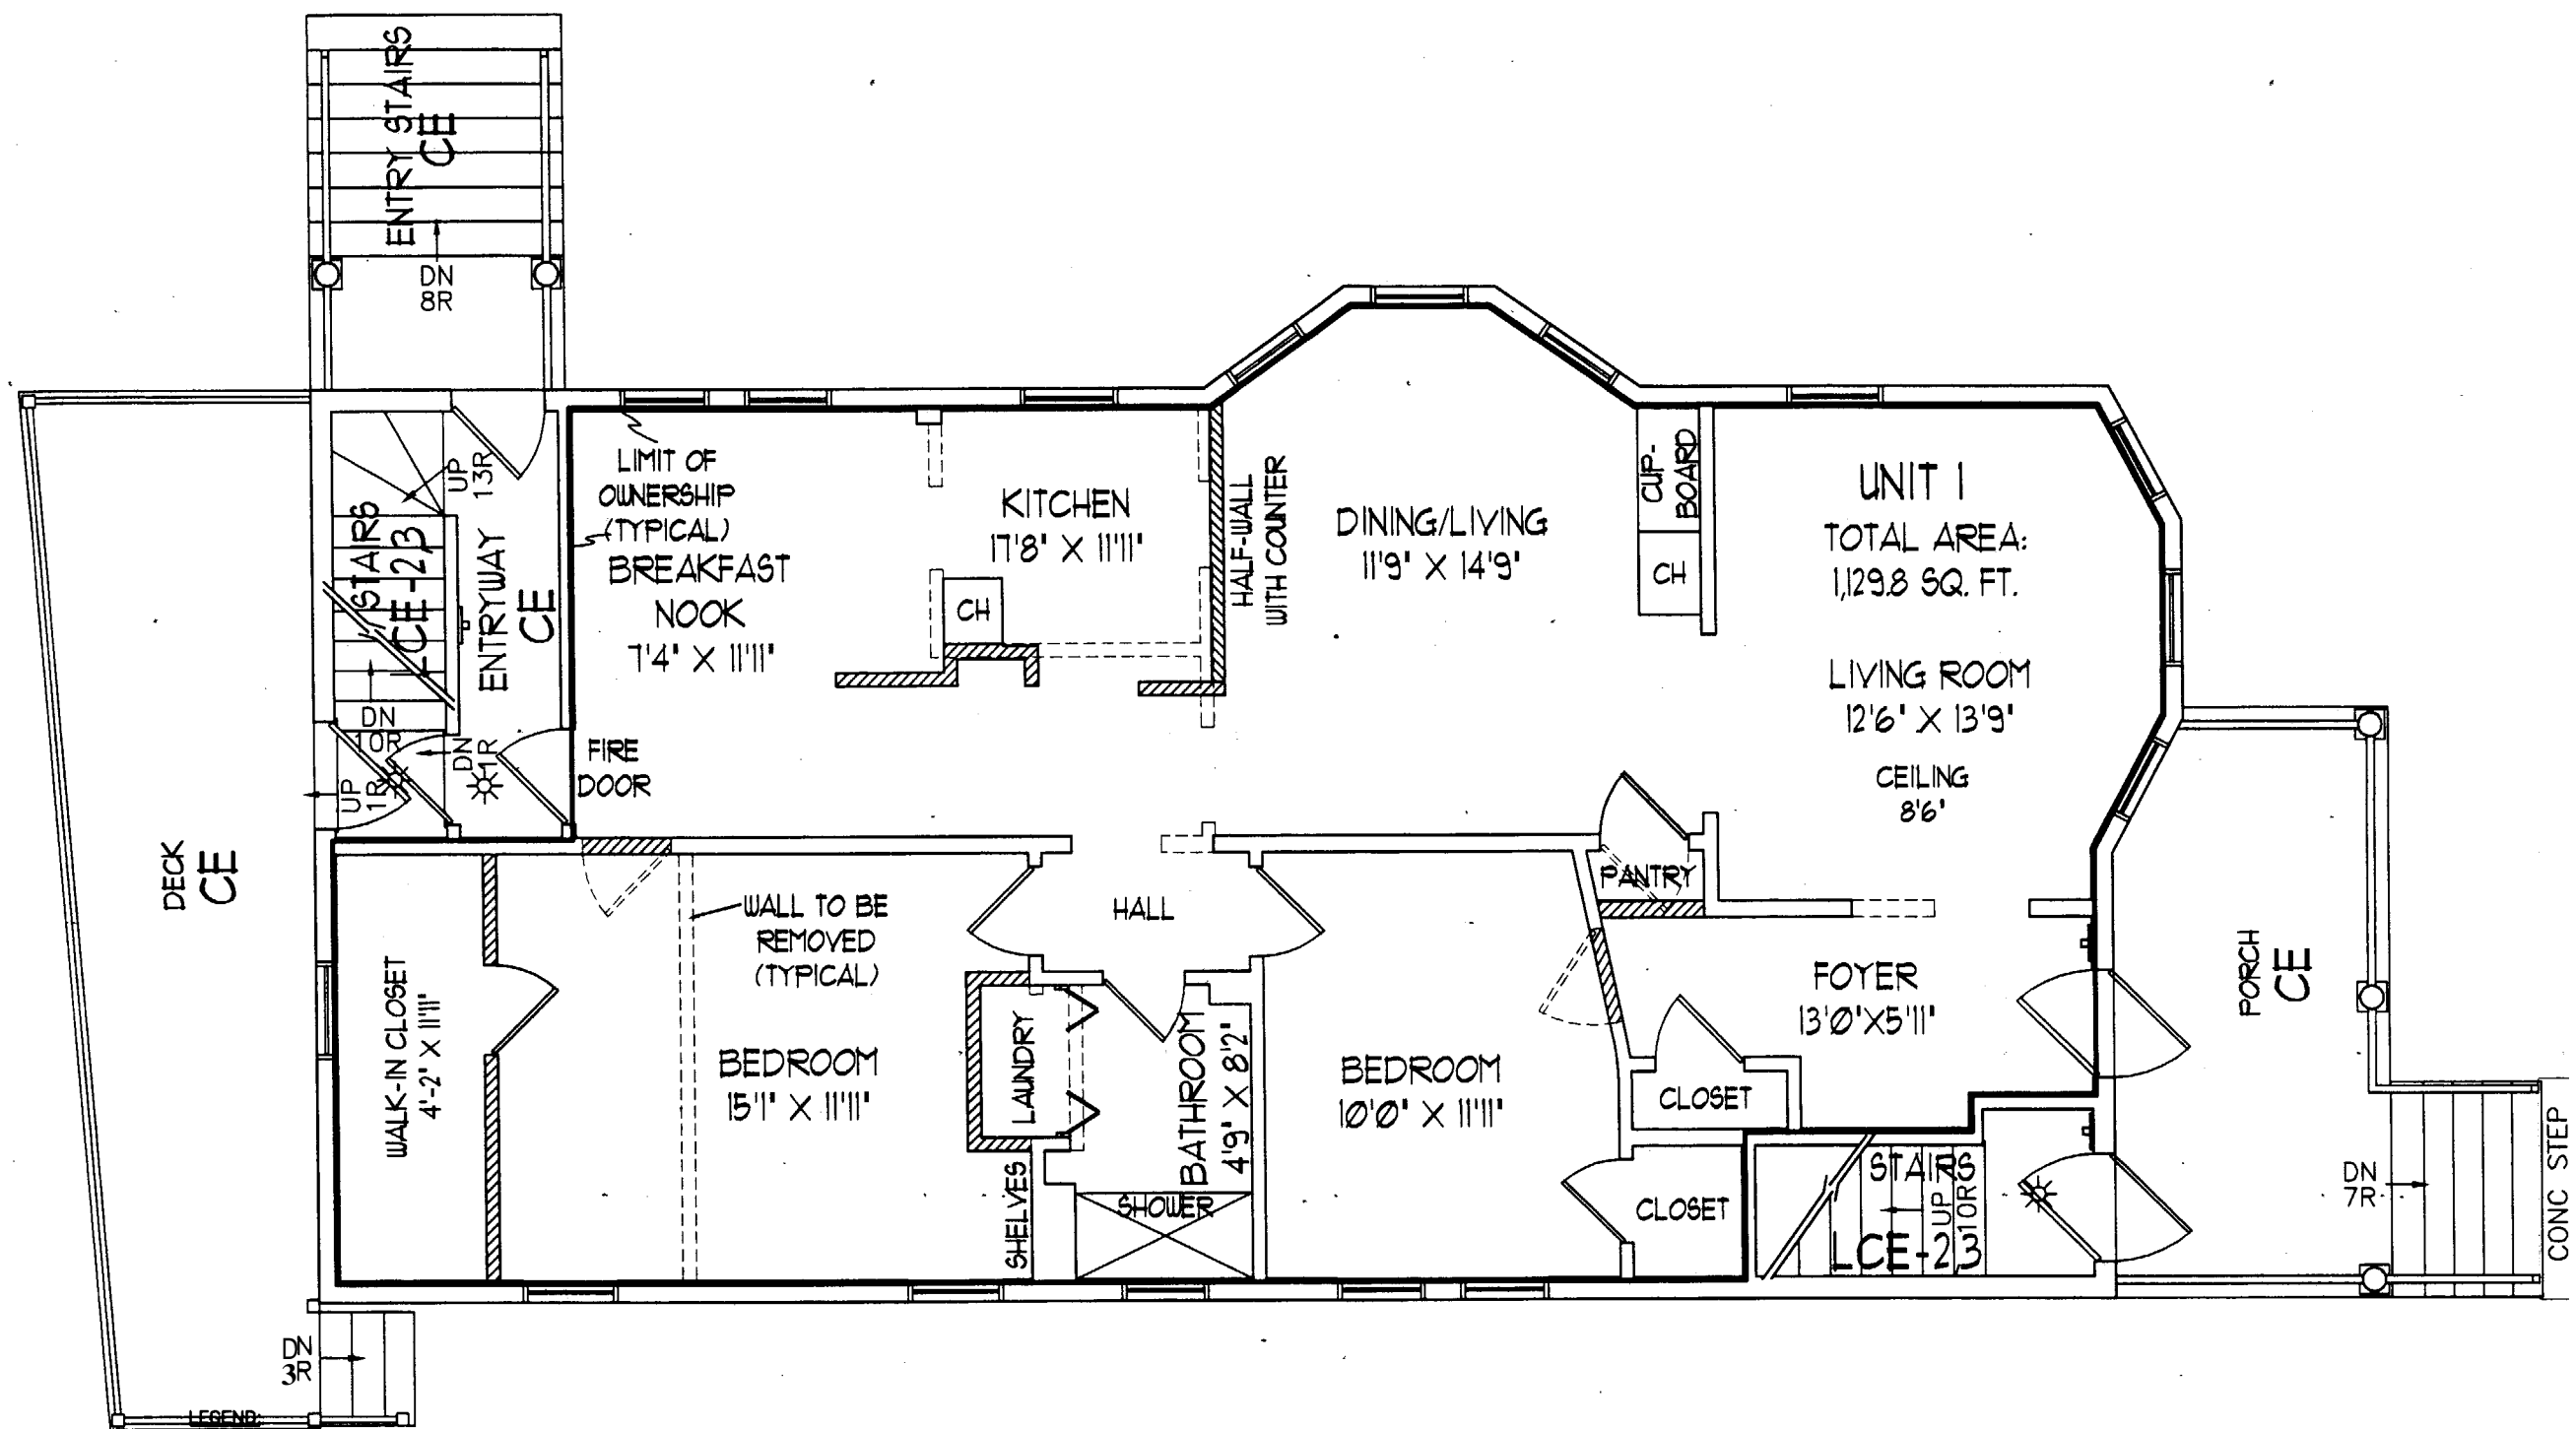 ENTRY STAIRS
CE
DN
8R
UP
13R
STAIRS
LCE-23
ENTRYWAY
CE
DN
10R
DN
1R
UP
1R
LIMIT OF
OWNERSHIP
(TYPICAL)
BREAKFAST
NOOK
7'4" X 11'11"
FIRE
DOOR
KITCHEN
17'8" X 11'11"
CH
HALF-WALL
WITH COUNTER
DINING/LIVING
11'9" X 14'9"
CUP-
BOARD
CH
UNIT 1
TOTAL AREA:
1,129.8 SQ. FT.
LIVING ROOM
12'6" X 13'9"
CEILING
8'6"
DECK
CE
WALK-IN CLOSET
4'-2" X 11'11"
WALL TO BE
REMOVED
(TYPICAL)
BEDROOM
15'1" X 11'11"
HALL
LAUNDRY
BATHROOM
4'9" X 8'2"
SHELVES
SHOWER
BEDROOM
10'0" X 11'11"
PANTRY
FOYER
13'0"X5'11"
CLOSET
CLOSET
STAIRS
UP
10R
LCE-2,3
PORCH
CE
DN
7R
CONC STEP
DN
3R
LEGEND: